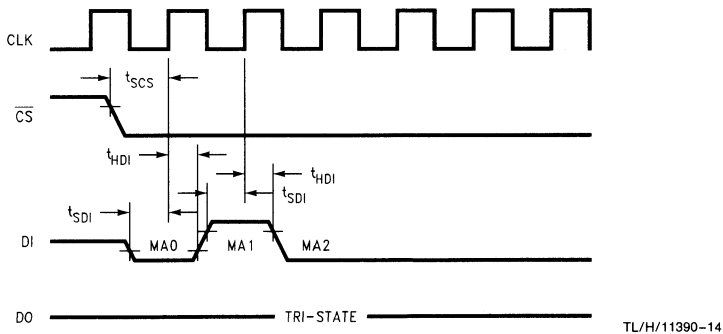 CLK
tSCS
CS
tHDI
tHDI
tSDI
tSDI
DI
MA0
MA1
MA2
DO
TRI-STATE
TL/H/11390-14